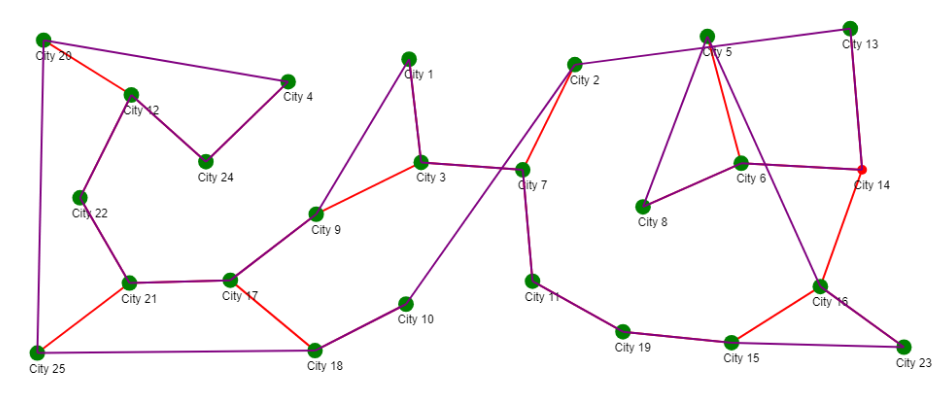 City 20
City 5
City 13
City 1
City 2
City 4
City 12
City 24
City 3
City 7
City 6
City 14
City 22
City 9
City 8
City 21
City 17
City 11
City 16
City 10
City 19
City 15
City 25
City 18
City 23